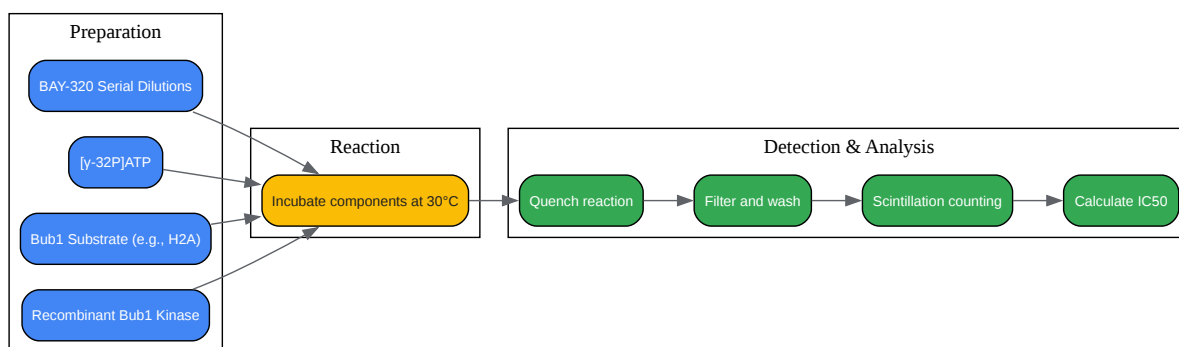 Preparation
BAY-320 Serial Dilutions
[γ-32P]ATP
Bub1 Substrate (e.g., H2A)
Recombinant Bub1 Kinase
Reaction
Incubate components at 30°C
Detection & Analysis
Quench reaction
Filter and wash
Scintillation counting
Calculate IC50